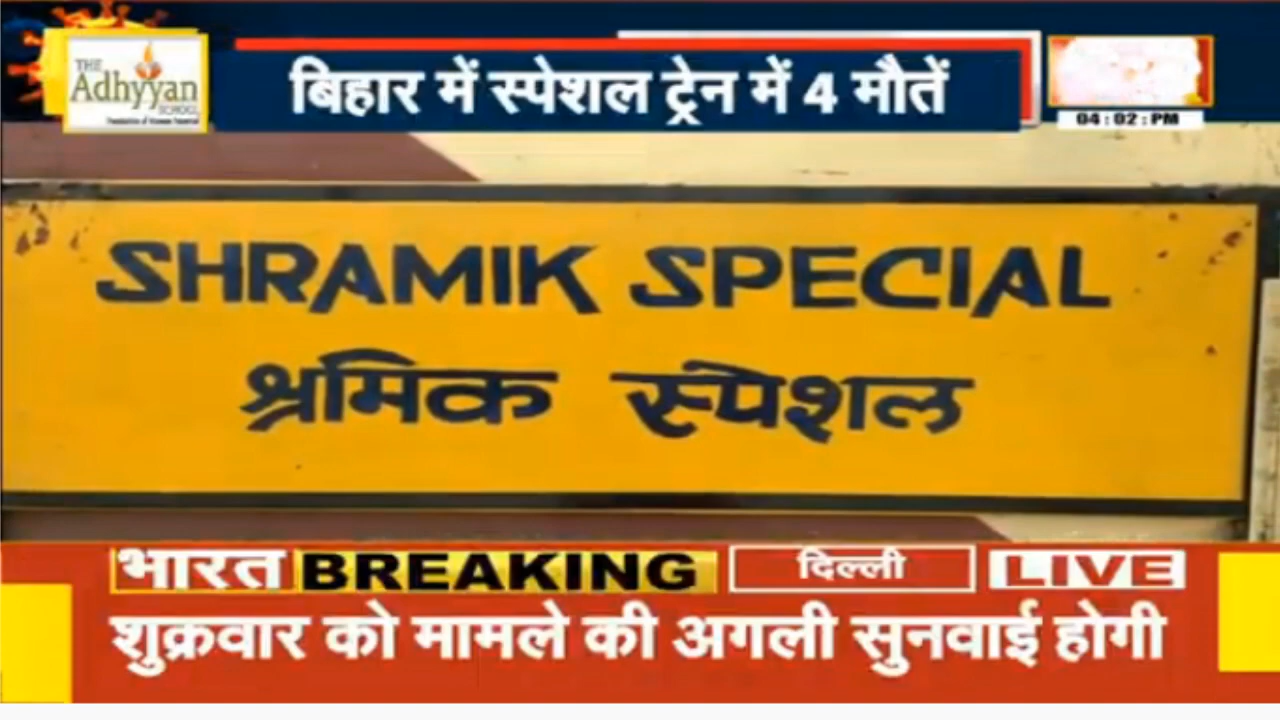 THE
Adhyyan
SCHOOL
बिहार में स्पेशल ट्रेन में 4 मौतें
04:02:PM
SHRAMIK SPECIAL
श्रमिक स्पेशल
भारत BREAKING
दिल्ली
LIVE
शुक्रवार को मामले की अगली सुनवाई होगी